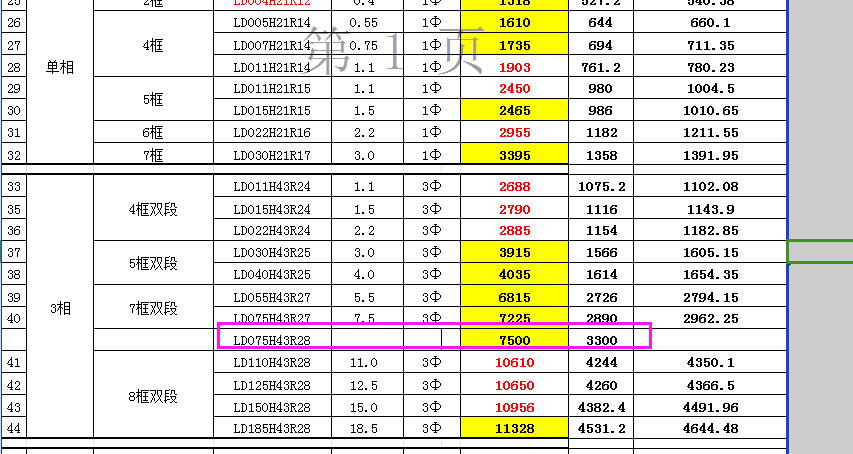 25 2框 LD004H21R12 0.4 1Φ 1318 527.2 540.38
26 LD005H21R14 0.55 1Φ 1610 644 660.1
27 4框 LD007H21R14 0.75 1Φ 1735 694 711.35
28 单相 LD011H21R14 1.1 1Φ 1903 761.2 780.23
29 LD011H21R15 1.1 1Φ 2450 980 1004.5
30 5框 LD015H21R15 1.5 1Φ 2465 986 1010.65
31 6框 LD022H21R16 2.2 1Φ 2955 1182 1211.55
32 7框 LD030H21R17 3.0 1Φ 3395 1358 1391.95
第 1 页
33 LD011H43R24 1.1 3Φ 2688 1075.2 1102.08
35 4框双段 LD015H43R24 1.5 3Φ 2790 1116 1143.9
36 LD022H43R24 2.2 3Φ 2885 1154 1182.85
37 5框双段 LD030H43R25 3.0 3Φ 3915 1566 1605.15
38 LD040H43R25 4.0 3Φ 4035 1614 1654.35
39 3相 7框双段 LD055H43R27 5.5 3Φ 6815 2726 2794.15
40 LD075H43R27 7.5 3Φ 7225 2890 2962.25
LD075H43R28 7500 3300
41 LD110H43R28 11.0 3Φ 10610 4244 4350.1
42 8框双段 LD125H43R28 12.5 3Φ 10650 4260 4366.5
43 LD150H43R28 15.0 3Φ 10956 4382.4 4491.96
44 LD185H43R28 18.5 3Φ 11328 4531.2 4644.48